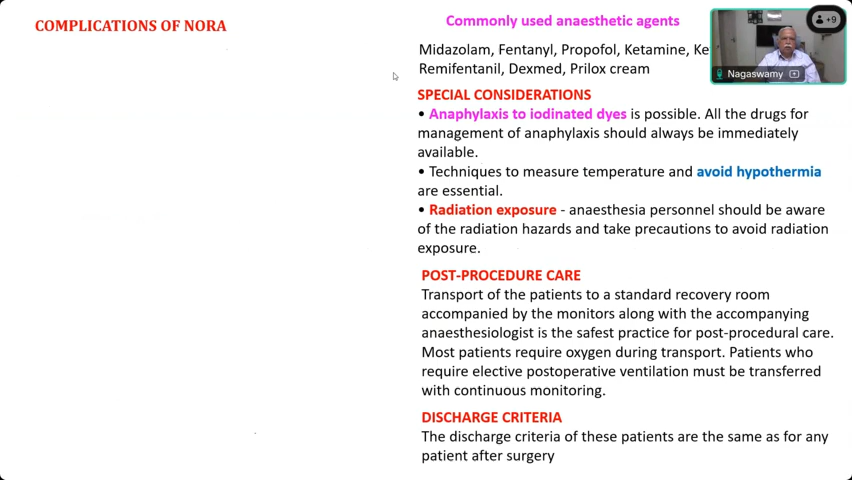 COMPLICATIONS OF NORA
Commonly used anaesthetic agents
Midazolam, Fentanyl, Propofol, Ketamine, Ke
Remifentanil, Dexmed, Prilox cream
SPECIAL CONSIDERATIONS
• Anaphylaxis to iodinated dyes is possible. All the drugs for
management of anaphylaxis should always be immediately
available.
• Techniques to measure temperature and avoid hypothermia
are essential.
• Radiation exposure - anaesthesia personnel should be aware
of the radiation hazards and take precautions to avoid radiation
exposure.
POST-PROCEDURE CARE
Transport of the patients to a standard recovery room
accompanied by the monitors along with the accompanying
anaesthesiologist is the safest practice for post-procedural care.
Most patients require oxygen during transport. Patients who
require elective postoperative ventilation must be transferred
with continuous monitoring.
DISCHARGE CRITERIA
The discharge criteria of these patients are the same as for any
patient after surgery
+9
Nagaswamy